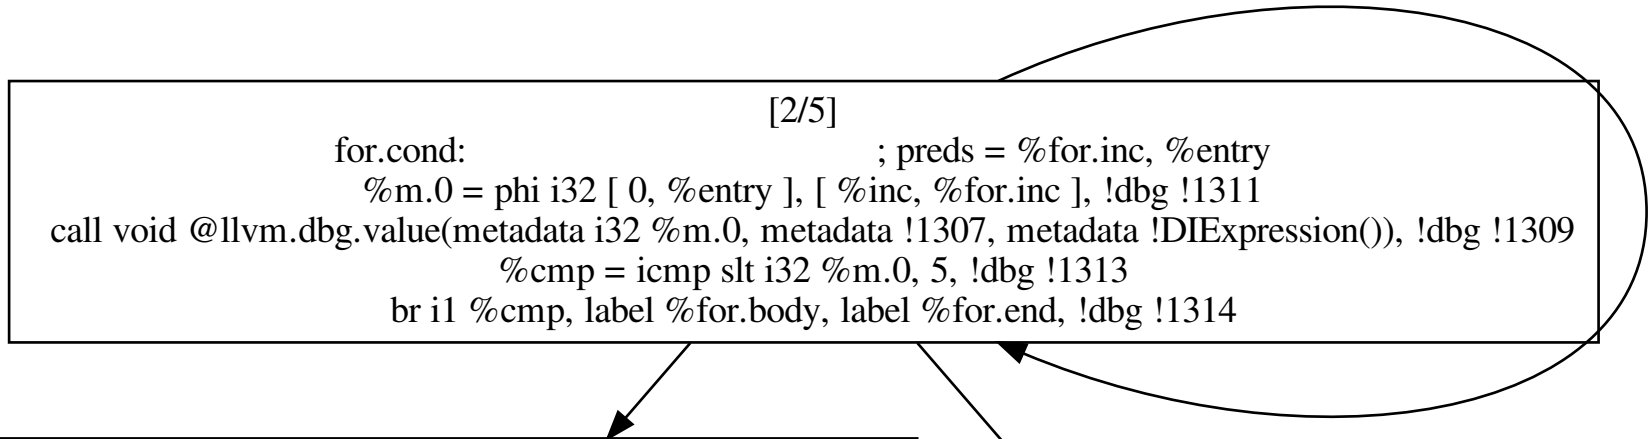 [2/5]
for.cond: ; preds = %for.inc, %entry
%m.0 = phi i32 [ 0, %entry ], [ %inc, %for.inc ], !dbg !1311
call void @llvm.dbg.value(metadata i32 %m.0, metadata !1307, metadata !DIExpression()), !dbg !1309
%cmp = icmp slt i32 %m.0, 5, !dbg !1313
br i1 %cmp, label %for.body, label %for.end, !dbg !1314